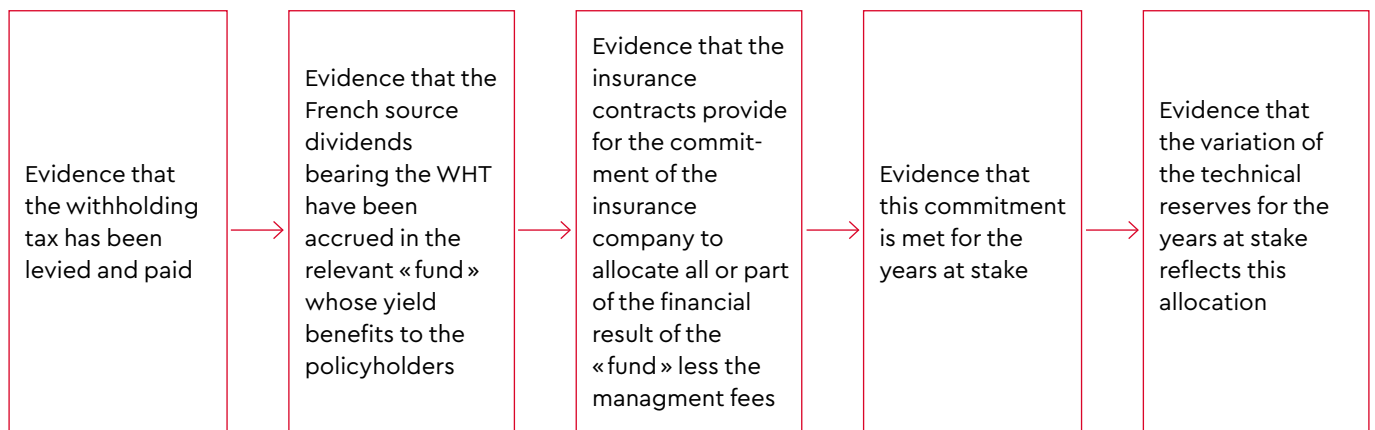 Evidence that
the withholding
tax has been
levied and paid
Evidence that the
French source
dividends
bearing the WHT
have been
accrued in the
relevant «fund»
whose yield
benefits to the
policyholders
Evidence that the
insurance
contracts provide
for the commit-
ment of the
insurance
company to
allocate all or part
of the financial
result of the
«fund» less the
managment fees
Evidence that
this commitment
is met for the
years at stake
Evidence that
the variation of
the technical
reserves for the
years at stake
reflects this
allocation